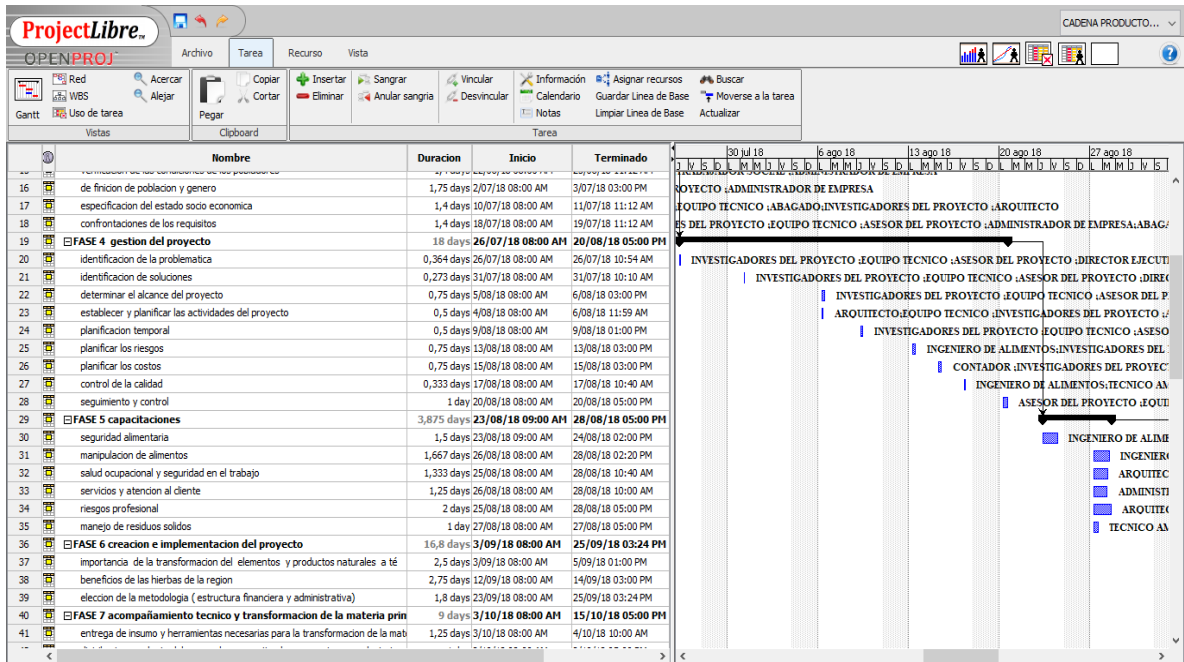 ProjectLibre™
OPENPROJ
CADENA PRODUCTO...
Archivo Tarea Recurso Vista
Gantt
Red
WBS
Uso de tarea
Acercar
Alejar
Vistas
Pegar
Copiar
Cortar
Clipboard
Insertar
Eliminar
Sangrar
Anular sangria
Vincular
Desvincular
Información
Calendario
Notas
Asignar recursos
Guardar Linea de Base
Limpiar Linea de Base
Buscar
Moverse a la tarea
Actualizar
Tarea
Nombre Duracion Inicio Terminado
30 jul 18 6 ago 18 13 ago 18 20 ago 18 27 ago 18
J V S D L M M J V S D L M M J V S D L M M J V S D L M M J V S D L M M J V S
16 de finicion de poblacion y genero 1,75 days 2/07/18 08:00 AM 3/07/18 03:00 PM ROYECTO ;ADMINISTRADOR DE EMPRESA
17 especificacion del estado socio economica 1,4 days 10/07/18 08:00 AM 11/07/18 11:12 AM EQUIPO TECNICO ;ABAGADO;INVESTIGADORES DEL PROYECTO ;ARQUITECTO
18 confrontaciones de los requisitos 1,4 days 18/07/18 08:00 AM 19/07/18 11:12 AM ES DEL PROYECTO ;EQUIPO TECNICO ;ASESOR DEL PROYECTO ;ADMINISTRADOR DE EMPRESA;ABAGA
19 FASE 4 gestion del proyecto 18 days 26/07/18 08:00 AM 20/08/18 05:00 PM
20 identificacion de la problematica 0,364 days 26/07/18 08:00 AM 26/07/18 10:54 AM INVESTIGADORES DEL PROYECTO ;EQUIPO TECNICO ;ASESOR DEL PROYECTO ;DIRECTOR EJECUTI
21 identificacion de soluciones 0,273 days 31/07/18 08:00 AM 31/07/18 10:10 AM INVESTIGADORES DEL PROYECTO ;EQUIPO TECNICO ;ASESOR DEL PROYECTO ;DIREC
22 determinar el alcance del proyecto 0,75 days 5/08/18 08:00 AM 6/08/18 03:00 PM INVESTIGADORES DEL PROYECTO ;EQUIPO TECNICO ;ASESOR DEL P
23 establecer y planificar las actividades del proyecto 0,5 days 4/08/18 08:00 AM 6/08/18 11:59 AM ARQUITECTO;EQUIPO TECNICO ;INVESTIGADORES DEL PROYECTO ;
24 planificacion temporal 0,5 days 9/08/18 08:00 AM 9/08/18 01:00 PM INVESTIGADORES DEL PROYECTO ;EQUIPO TECNICO ;ASESO
25 planificar los riesgos 0,75 days 13/08/18 08:00 AM 13/08/18 03:00 PM INGENIERO DE ALIMENTOS;INVESTIGADORES DEL
26 planificar los costos 0,75 days 15/08/18 08:00 AM 15/08/18 03:00 PM CONTADOR ;INVESTIGADORES DEL PROYEC
27 control de la calidad 0,333 days 17/08/18 08:00 AM 17/08/18 10:40 AM INGENIERO DE ALIMENTOS;TECNICO AM
28 seguimiento y control 1 day 20/08/18 08:00 AM 20/08/18 05:00 PM ASESOR DEL PROYECTO ;EQUI
29 FASE 5 capacitaciones 3,875 days 23/08/18 09:00 AM 28/08/18 05:00 PM
30 seguridad alimentaria 1,5 days 23/08/18 09:00 AM 24/08/18 02:00 PM INGENIERO DE ALIME
31 manipulacion de alimentos 1,667 days 26/08/18 08:00 AM 28/08/18 02:20 PM INGENIER
32 salud ocupacional y seguridad en el trabajo 1,333 days 25/08/18 08:00 AM 28/08/18 10:40 AM ARQUITEC
33 servicios y atencion al cliente 1,25 days 26/08/18 08:00 AM 28/08/18 10:00 AM ADMINISTI
34 riesgos profesional 2 days 25/08/18 08:00 AM 28/08/18 05:00 PM ARQUITE
35 manejo de residuos solidos 1 day 27/08/18 08:00 AM 27/08/18 05:00 PM TECNICO AM
36 FASE 6 creacion e implementacion del proyecto 16,8 days 3/09/18 08:00 AM 25/09/18 03:24 PM
37 importancia de la transformacion del elementos y productos naturales a té 2,5 days 3/09/18 08:00 AM 5/09/18 01:00 PM
38 beneficios de las hierbas de la region 2,75 days 12/09/18 08:00 AM 14/09/18 03:00 PM
39 eleccion de la metodologia ( estructura financiera y administrativa) 1,8 days 23/09/18 08:00 AM 25/09/18 03:24 PM
40 FASE 7 acompañamiento tecnico y transformacion de la materia prin 9 days 3/10/18 08:00 AM 15/10/18 05:00 PM
41 entrega de insumo y herramientas necesarias para la transformacion de la mat 1,25 days 3/10/18 08:00 AM 4/10/18 10:00 AM